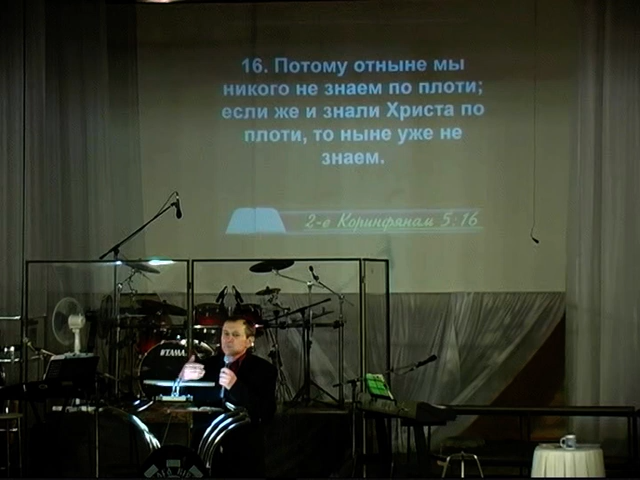 16. Потому отныне мы
никого не знаем по плоти;
если же и знали Христа по
плоти, то ныне уже не
знаем.
2-е Коринфянам 5:16
TAMA